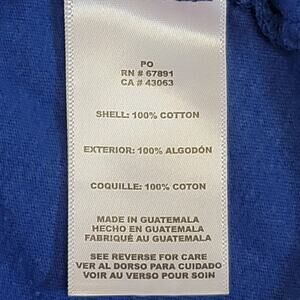 PO
RN # 67891
CA # 43063
SHELL: 100% COTTON
EXTERIOR: 100% ALGODÓN
COQUILLE: 100% COTON
MADE IN GUATEMALA
HECHO EN GUATEMALA
FABRIQUÉ AU GUATEMALA
SEE REVERSE FOR CARE
VER AL DORSO PARA CUIDADO
VOIR AU VERSO POUR SOIN